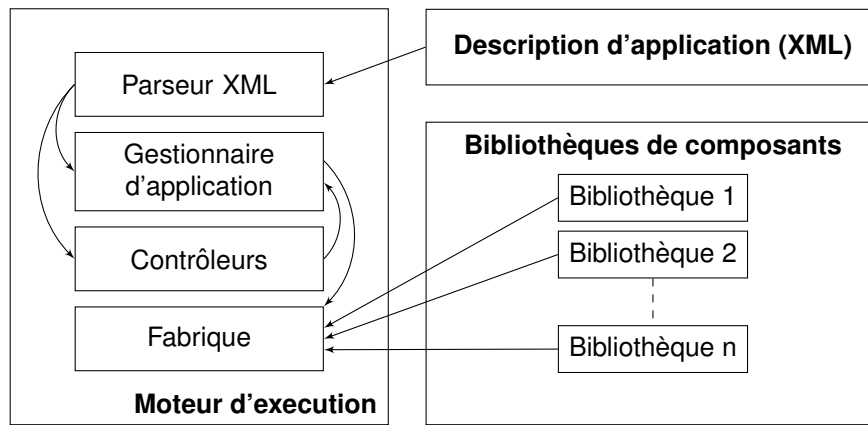 Parseur XML
Gestionnaire
d'application
Contrôleurs
Fabrique
Moteur d'execution
Description d'application (XML)
Bibliothèques de composants
Bibliothèque 1
Bibliothèque 2
Bibliothèque n